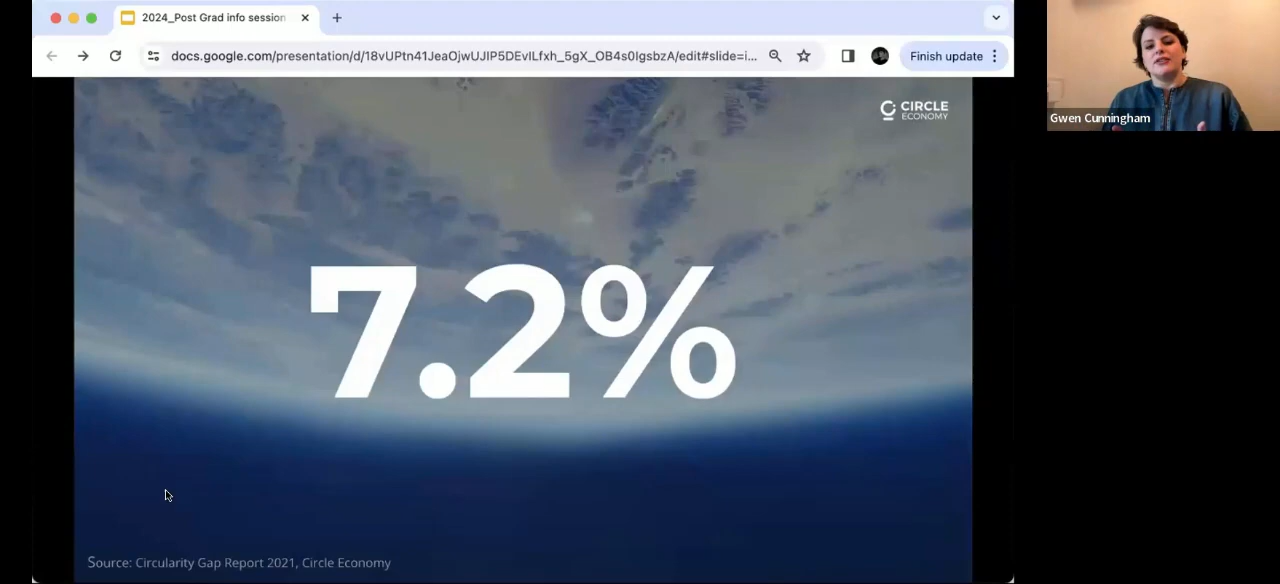 2024_Post Grad info session
docs.google.com/presentation/d/18vUPtn41JeaOjwUJIP5DEvILfxh_5gX_OB4s0IgsbzA/edit#slide=i...
Finish update
Gwen Cunningham
CIRCLE
ECONOMY
7.2%
Source: Circularity Gap Report 2021, Circle Economy